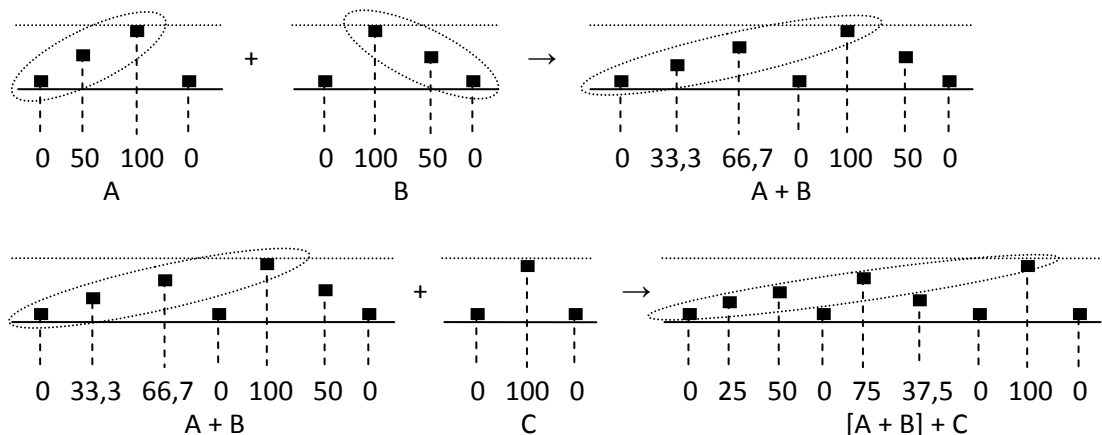 + →
0 50 100 0 0 100 50 0 0 33,3 66,7 0 100 50 0
A B A + B
+ →
0 33,3 66,7 0 100 50 0 0 100 0 0 25 50 0 75 37,5 0 100 0
A + B C [A + B] + C